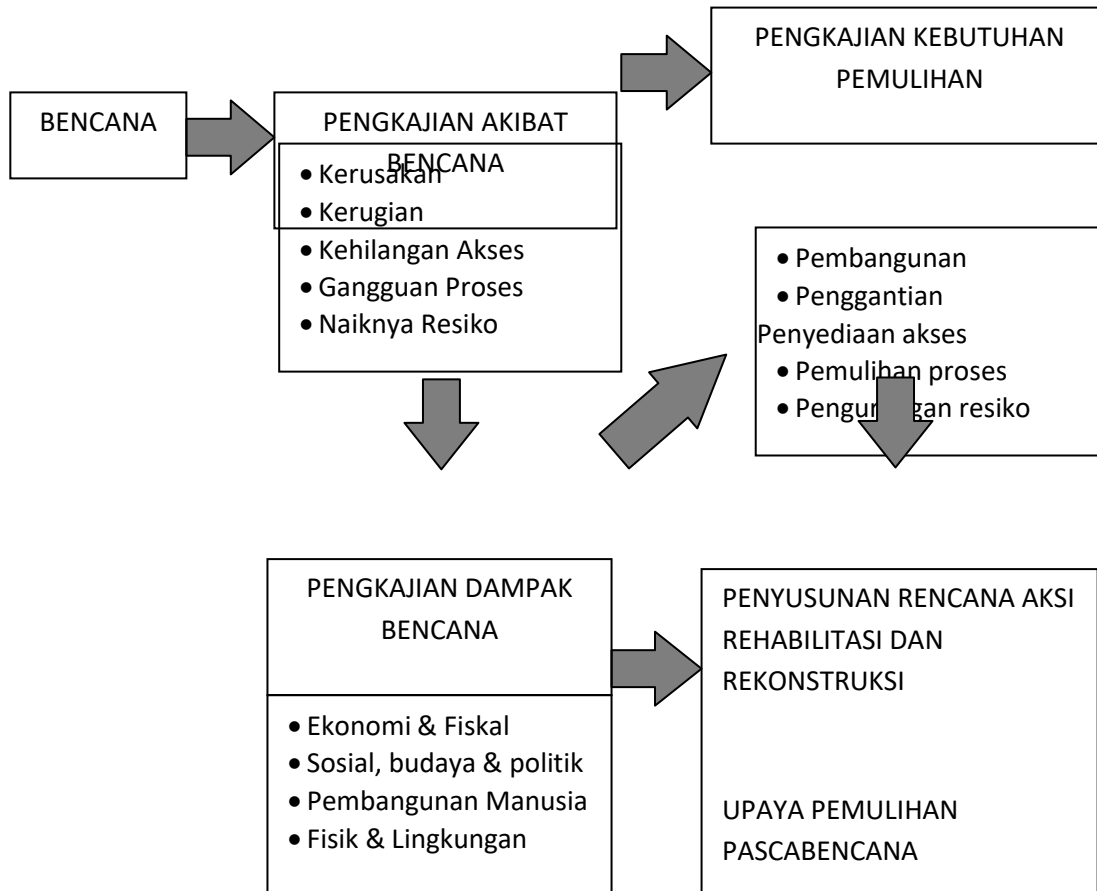 BENCANA
PENGKAJIAN AKIBAT
BENCANA
• Kerusakan
• Kerugian
• Kehilangan Akses
• Gangguan Proses
• Naiknya Resiko
PENGKAJIAN KEBUTUHAN
PEMULIHAN
• Pembangunan
• Penggantian
Penyediaan akses
• Pemulihan proses
• Pengurangan resiko
PENGKAJIAN DAMPAK
BENCANA
• Ekonomi & Fiskal
• Sosial, budaya & politik
• Pembangunan Manusia
• Fisik & Lingkungan
PENYUSUNAN RENCANA AKSI
REHABILITASI DAN
REKONSTRUKSI
UPAYA PEMULIHAN
PASCABENCANA